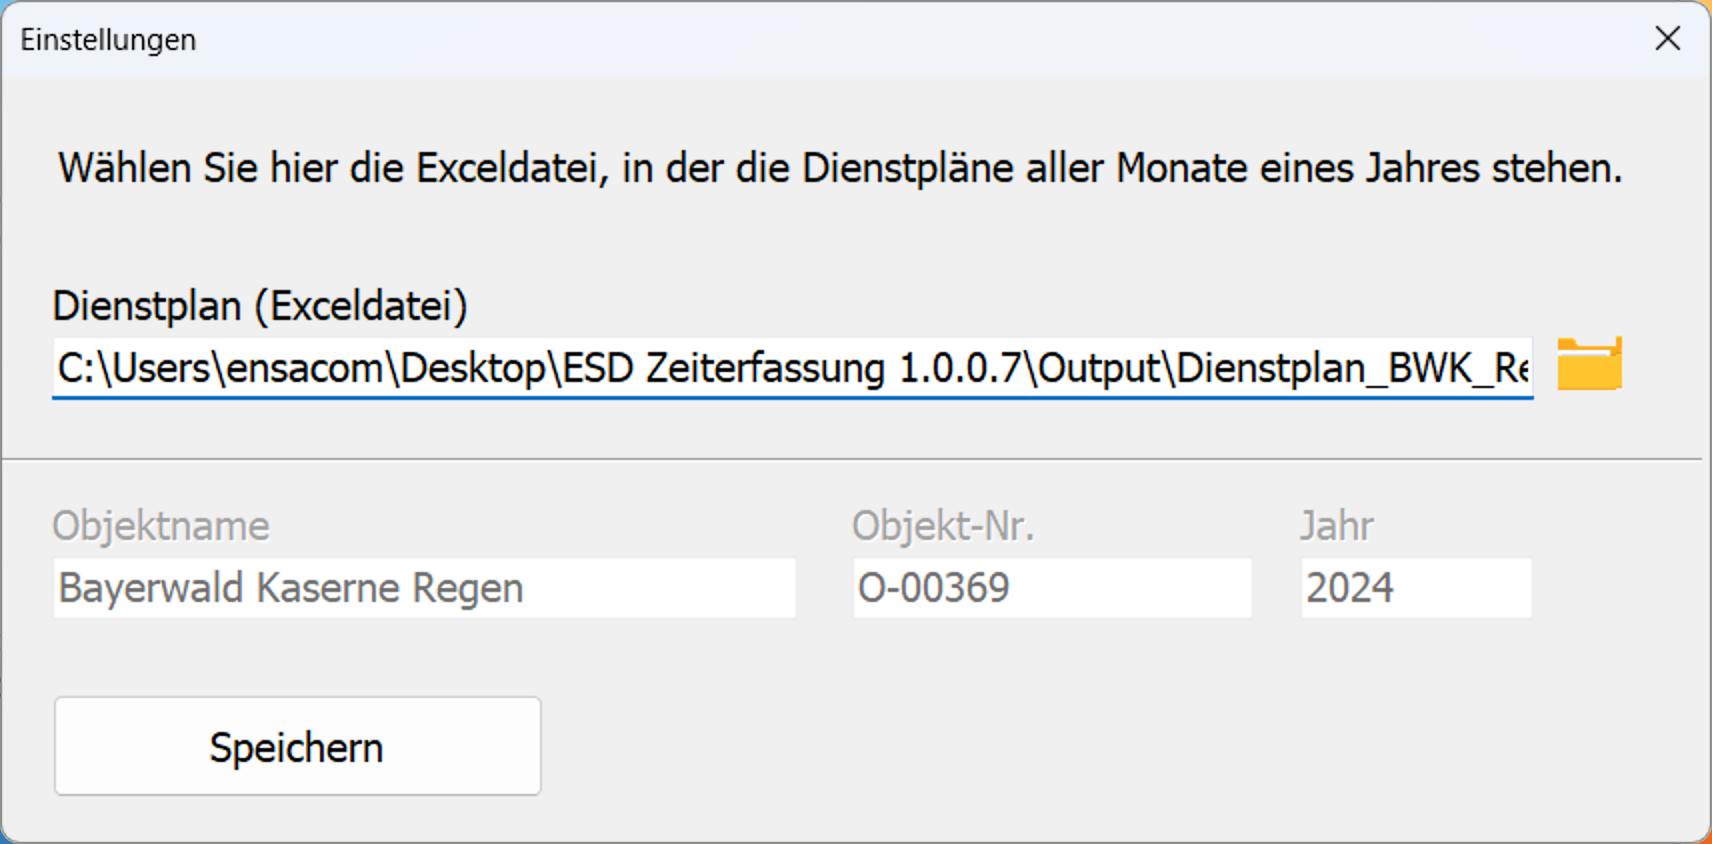 Einstellungen
Wählen Sie hier die Exceldatei, in der die Dienstpläne aller Monate eines Jahres stehen.
Dienstplan (Exceldatei)
C:\Users\ensacom\Desktop\ESD Zeiterfassung 1.0.0.7\Output\Dienstplan_BWK_Re
Objektname Objekt-Nr. Jahr
Bayerwald Kaserne Regen O-00369 2024
Speichern